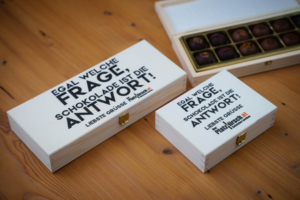 EGAL WELCHE
FRAGE,
SCHOKOLADE IST DIE
ANTWORT!
LIEBSTE GRÜSSE
EGAL WELCHE
FRAGE,
SCHOKOLADE IST DIE
ANTWORT!
LIEBSTE GRÜSSE